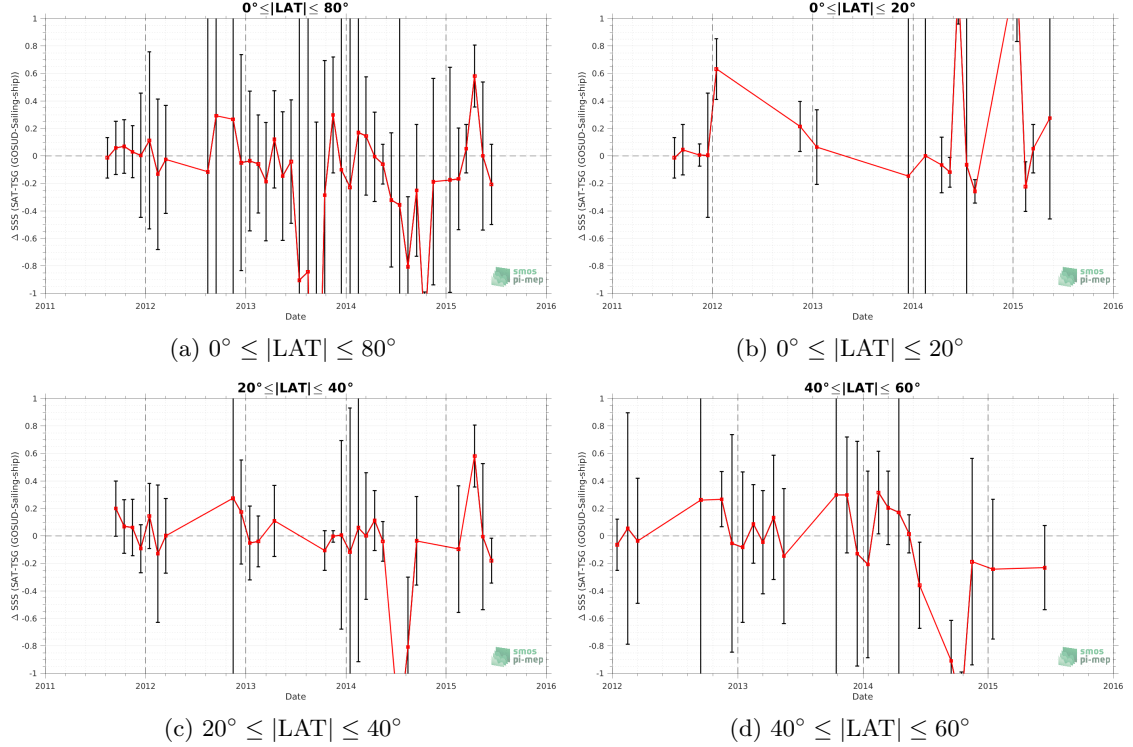 0°≤|LAT|≤ 80°
Δ SSS (SAT-TSG (GOSUD-Sailing-ship))
1
0.8
0.6
0.4
0.2
0
-0.2
-0.4
-0.6
-0.8
-1
2011 2012 2013 2014 2015 2016
Date
smos
pi-mep
(a) 0° ≤ |LAT| ≤ 80°
0°≤|LAT|≤ 20°
Δ SSS (SAT-TSG (GOSUD-Sailing-ship))
1
0.8
0.6
0.4
0.2
0
-0.2
-0.4
-0.6
-0.8
-1
2011 2012 2013 2014 2015 2016
Date
smos
pi-mep
(b) 0° ≤ |LAT| ≤ 20°
20°≤|LAT|≤ 40°
Δ SSS (SAT-TSG (GOSUD-Sailing-ship))
1
0.8
0.6
0.4
0.2
0
-0.2
-0.4
-0.6
-0.8
-1
2011 2012 2013 2014 2015 2016
Date
smos
pi-mep
(c) 20° ≤ |LAT| ≤ 40°
40°≤|LAT|≤ 60°
Δ SSS (SAT-TSG (GOSUD-Sailing-ship))
1
0.8
0.6
0.4
0.2
0
-0.2
-0.4
-0.6
-0.8
-1
2012 2013 2014 2015 2016
Date
smos
pi-mep
(d) 40° ≤ |LAT| ≤ 60°